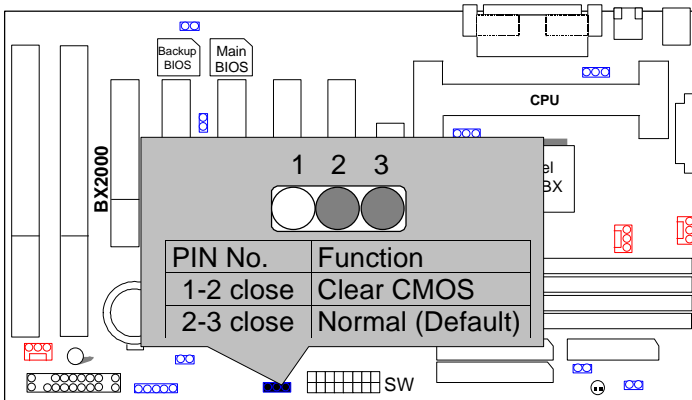 Backup
BIOS
Main
BIOS
CPU
BX2000
el
BX
1 2 3
PIN No. Function
1-2 close Clear CMOS
2-3 close Normal (Default)
SW